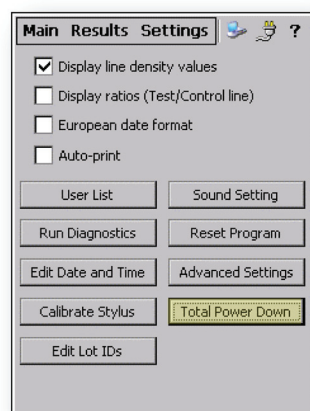 Main Results Settings ?
Display line density values
Display ratios (Test/Control line)
European date format
Auto-print
User List Sound Setting
Run Diagnostics Reset Program
Edit Date and Time Advanced Settings
Calibrate Stylus Total Power Down
Edit Lot IDs